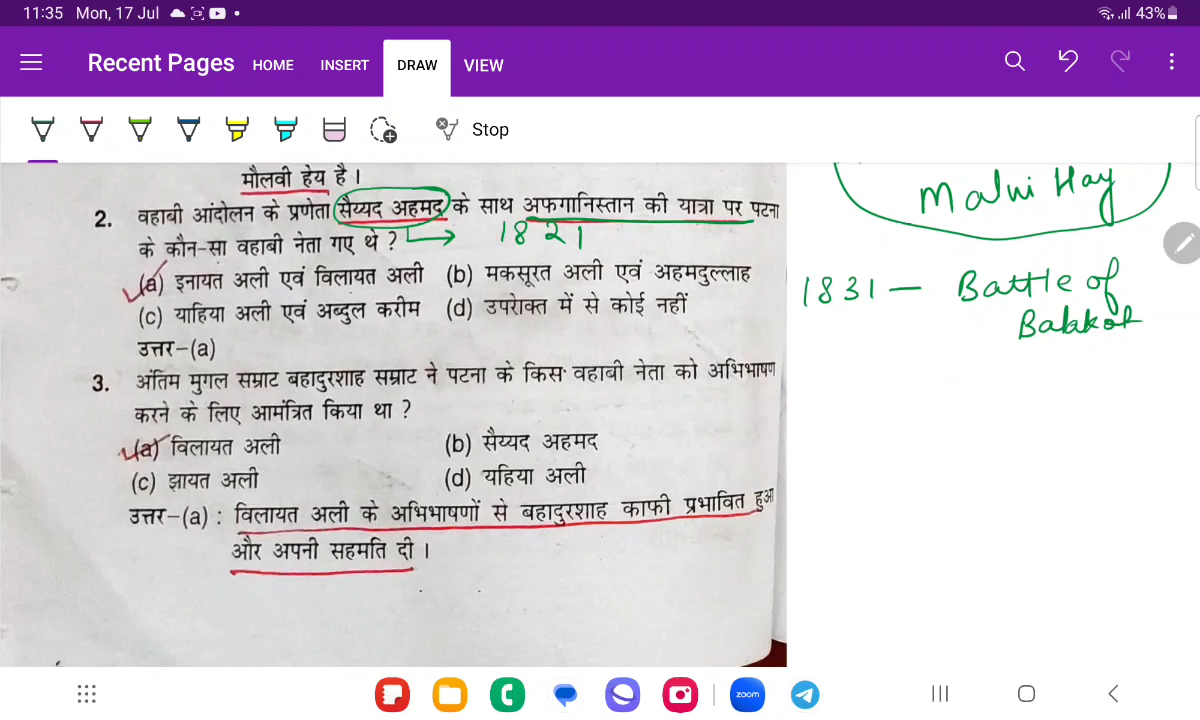 11:35 Mon, 17 Jul
43%
Recent Pages HOME INSERT DRAW VIEW
Stop
मौलवी हेय है।
2. वहाबी आंदोलन के प्रणेता सैय्यद अहमद के साथ अफगानिस्तान की यात्रा पर पटना
के कौन-सा वहाबी नेता गए थे ?
1821
(a) इनायत अली एवं विलायत अली (b) मकसूरत अली एवं अहमदुल्लाह
(c) याहिया अली एवं अब्दुल करीम (d) उपरोक्त में से कोई नहीं
उत्तर-(a)
3. अंतिम मुगल सम्राट बहादुरशाह सम्राट ने पटना के किस वहाबी नेता को अभिभाषण
करने के लिए आमंत्रित किया था ?
(a) विलायत अली (b) सैय्यद अहमद
(c) झायत अली (d) यहिया अली
उत्तर-(a) : विलायत अली के अभिभाषणों से बहादुरशाह काफी प्रभावित हुआ
और अपनी सहमति दी ।
Hay
1831 - Battle of
zoom